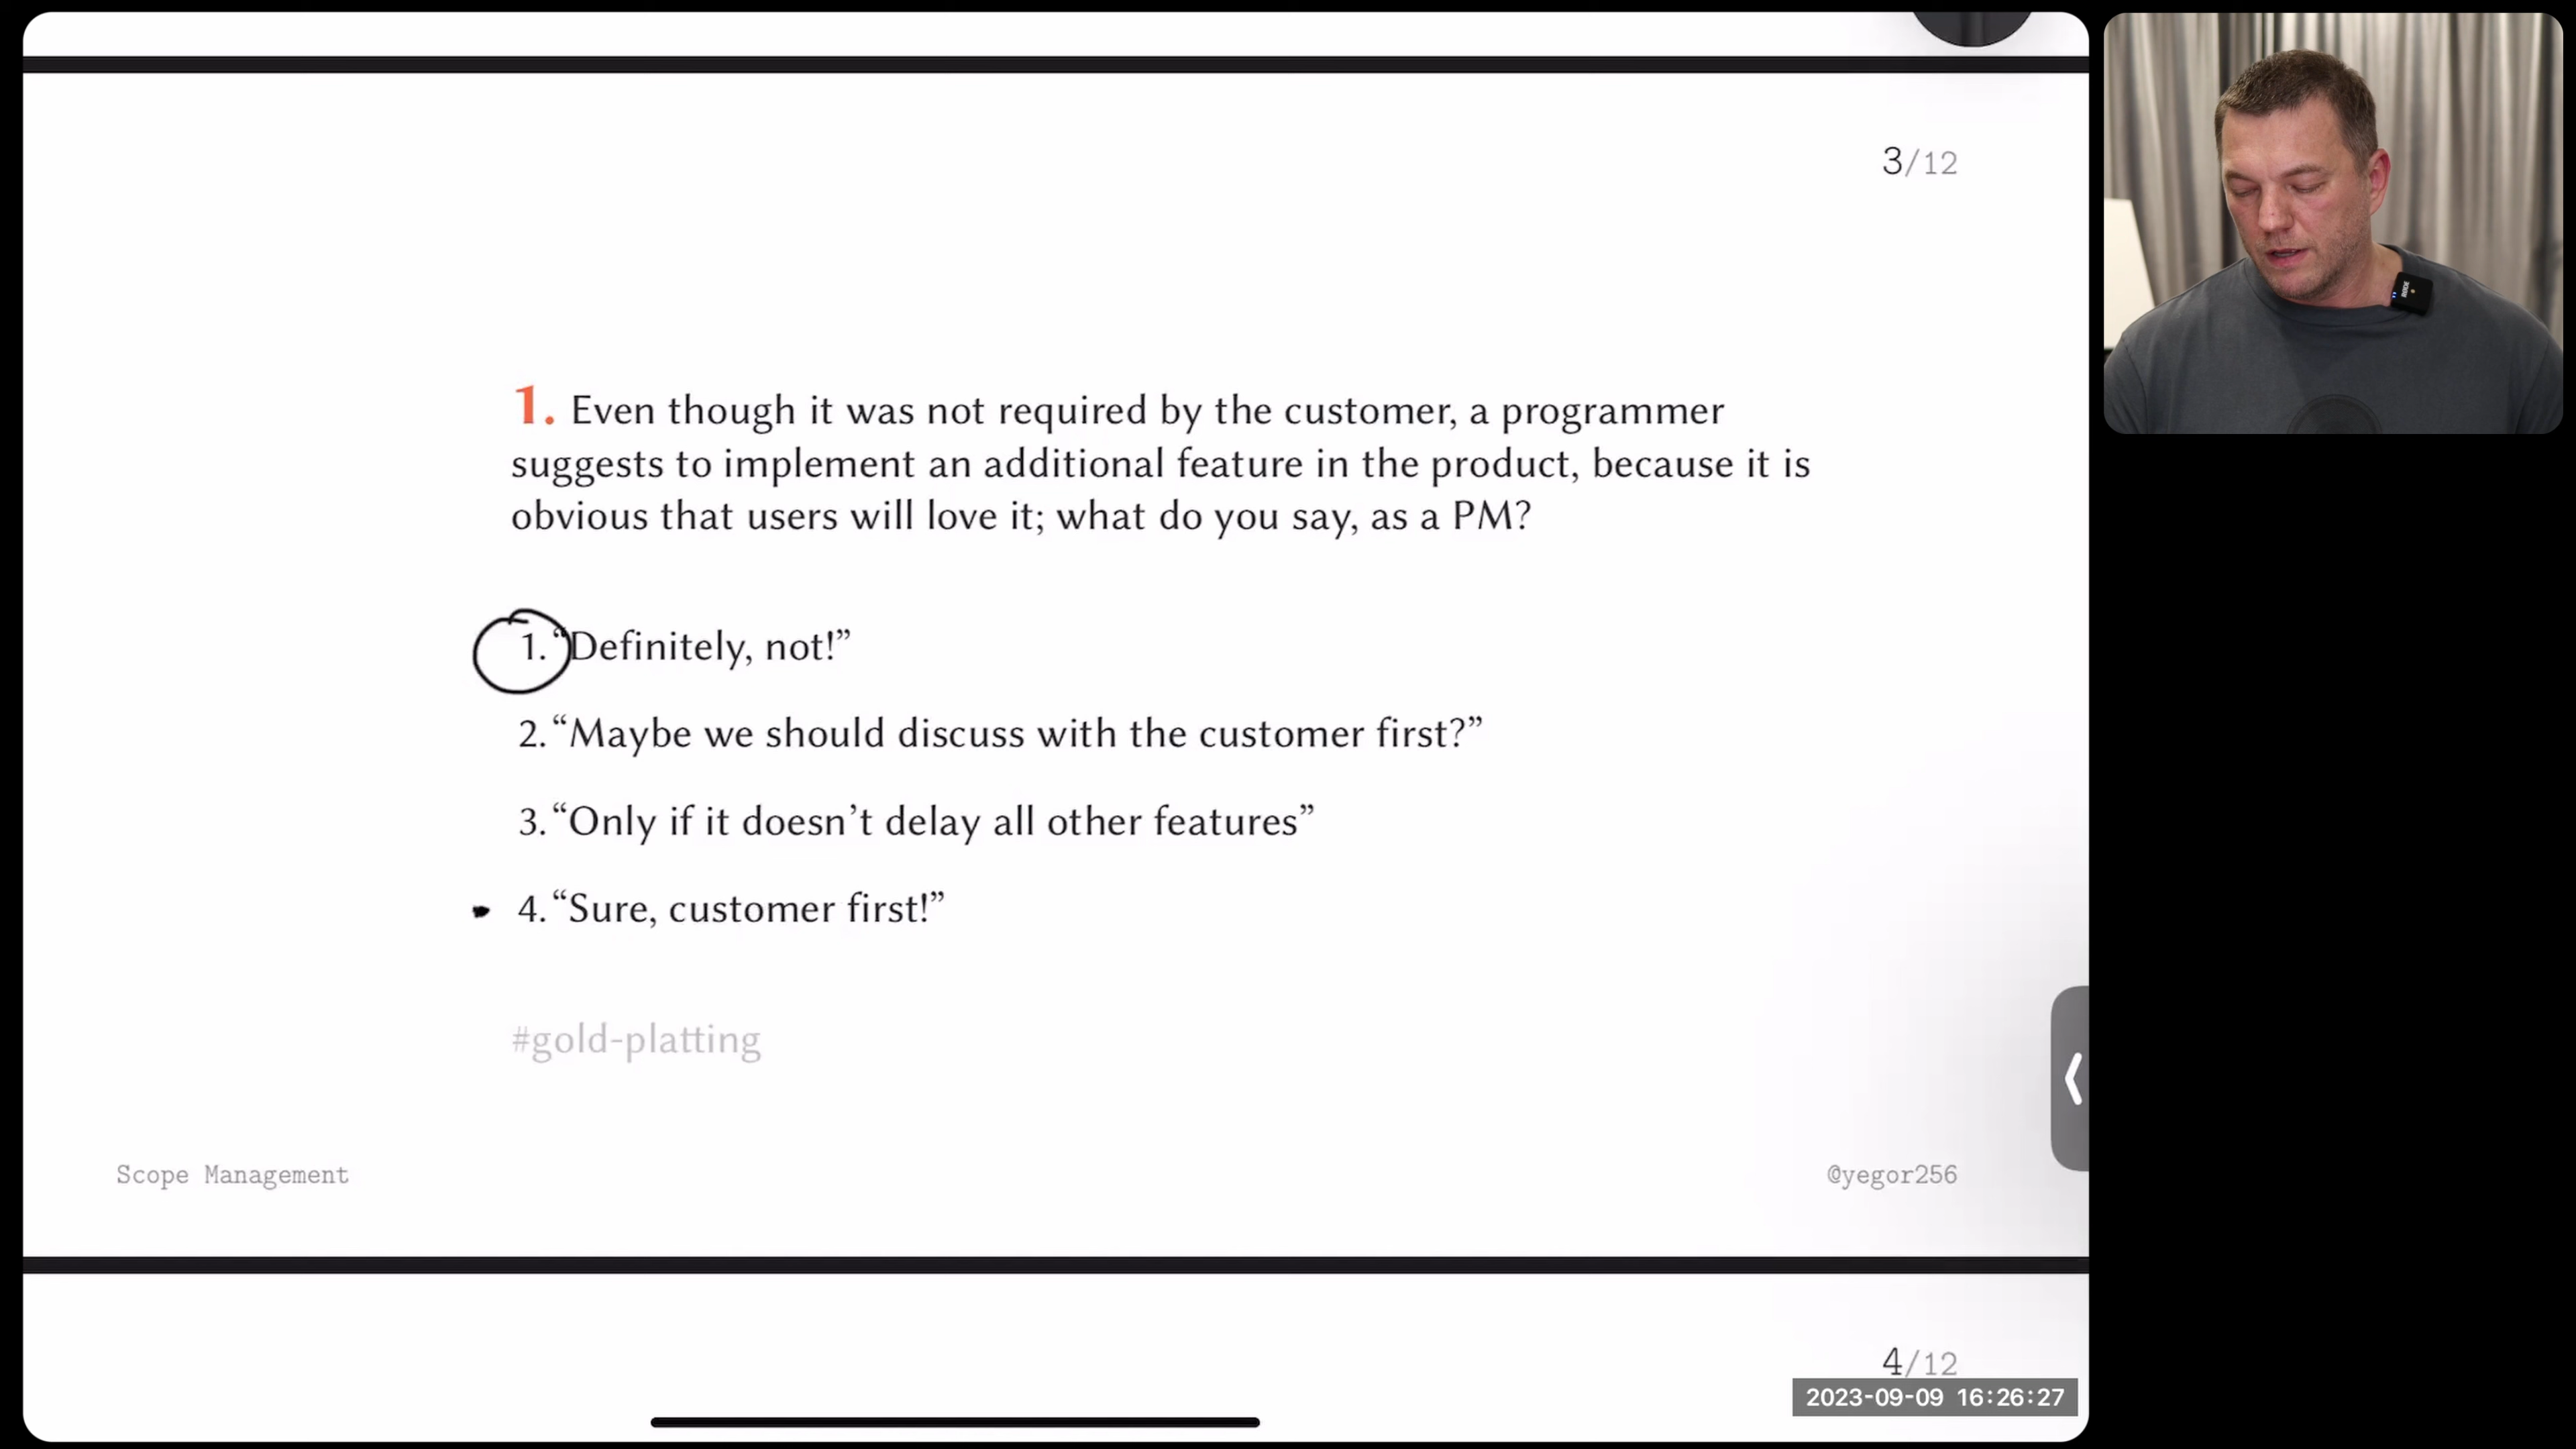 3/12
1. Even though it was not required by the customer, a programmer
suggests to implement an additional feature in the product, because it is
obvious that users will love it; what do you say, as a PM?
1. “Definitely, not!”
2. “Maybe we should discuss with the customer first?”
3. “Only if it doesn’t delay all other features”
4. “Sure, customer first!”
#gold-platting
Scope Management
@yegor256
4/12
2023-09-09 16:26:27